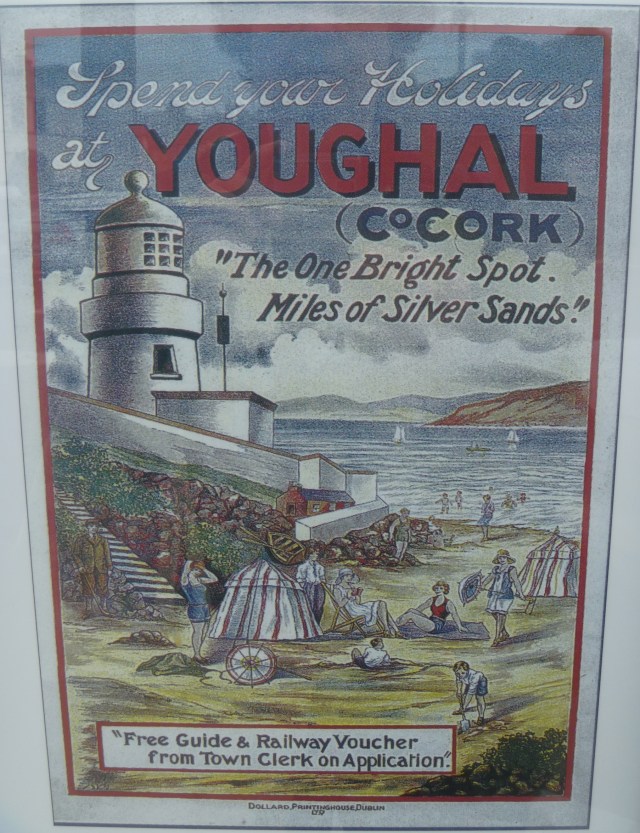 Spend your Holidays
at YOUGHAL
(Co CORK)
"The One Bright Spot.
Miles of Silver Sands."
"Free Guide & Railway Voucher
from Town Clerk on Application".
DOLLARD, PRINTINGHOUSE, DUBLIN
LTD